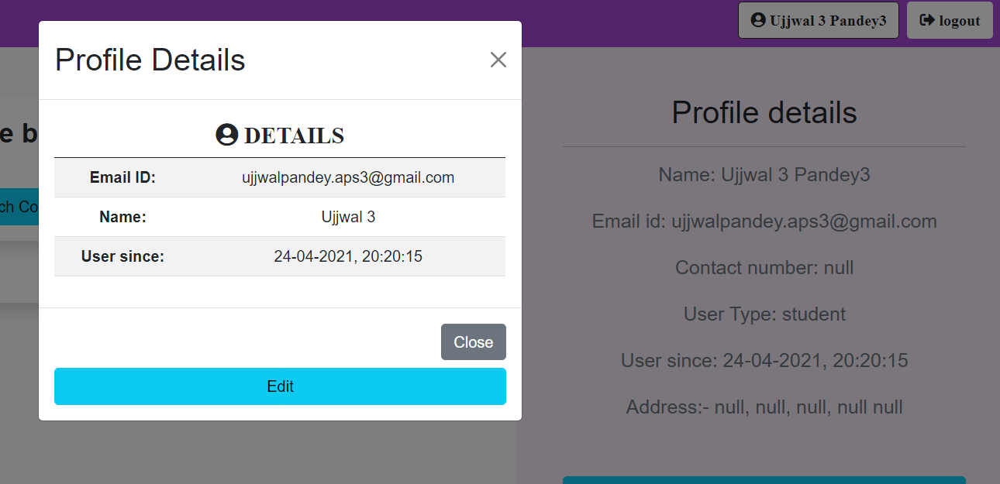 Ujjwal 3 Pandey3
logout
Profile Details
DETAILS
Email ID: ujjwalpandey.aps3@gmail.com
Name: Ujjwal 3
User since: 24-04-2021, 20:20:15
Close
Edit
e b
ch Co
Profile details
Name: Ujjwal 3 Pandey3
Email id: ujjwalpandey.aps3@gmail.com
Contact number: null
User Type: student
User since: 24-04-2021, 20:20:15
Address:- null, null, null, null null